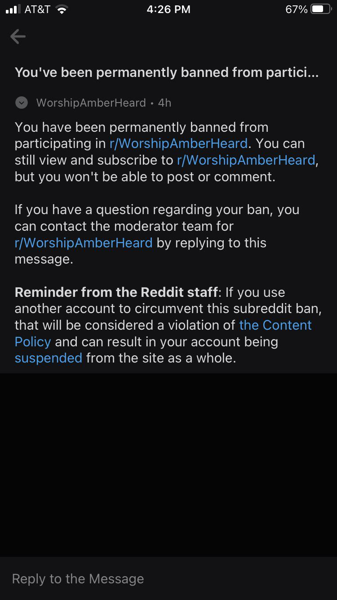 AT&T 4:26 PM 67%
You've been permanently banned from partici...
WorshipAmberHeard • 4h
You have been permanently banned from
participating in r/WorshipAmberHeard. You can
still view and subscribe to r/WorshipAmberHeard,
but you won't be able to post or comment.
If you have a question regarding your ban, you
can contact the moderator team for
r/WorshipAmberHeard by replying to this
message.
Reminder from the Reddit staff: If you use
another account to circumvent this subreddit ban,
that will be considered a violation of the Content
Policy and can result in your account being
suspended from the site as a whole.
Reply to the Message